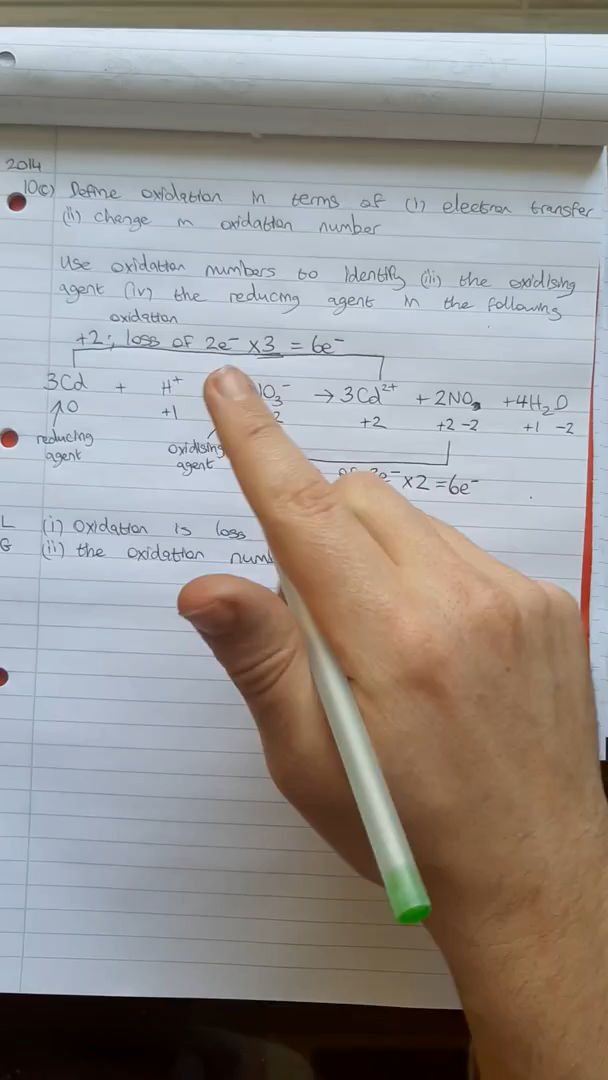 2014
10(c) Define oxidation in terms of (i) electron transfer
(ii) change in oxidation number
Use oxidation numbers to identify (iii) the oxidising
agent (iv) the reducing agent in the following
oxidation
+2; loss of 2e⁻ ×3 = 6e⁻
3Cd + H⁺ O₃⁻ → 3Cd²⁺ + 2NO + 4H₂O
0 +1 2 +2 +2 -2 +1 -2
reducing agent
oxidising agent
×2 = 6e⁻
L (i) Oxidation is loss
G (ii) the oxidation num